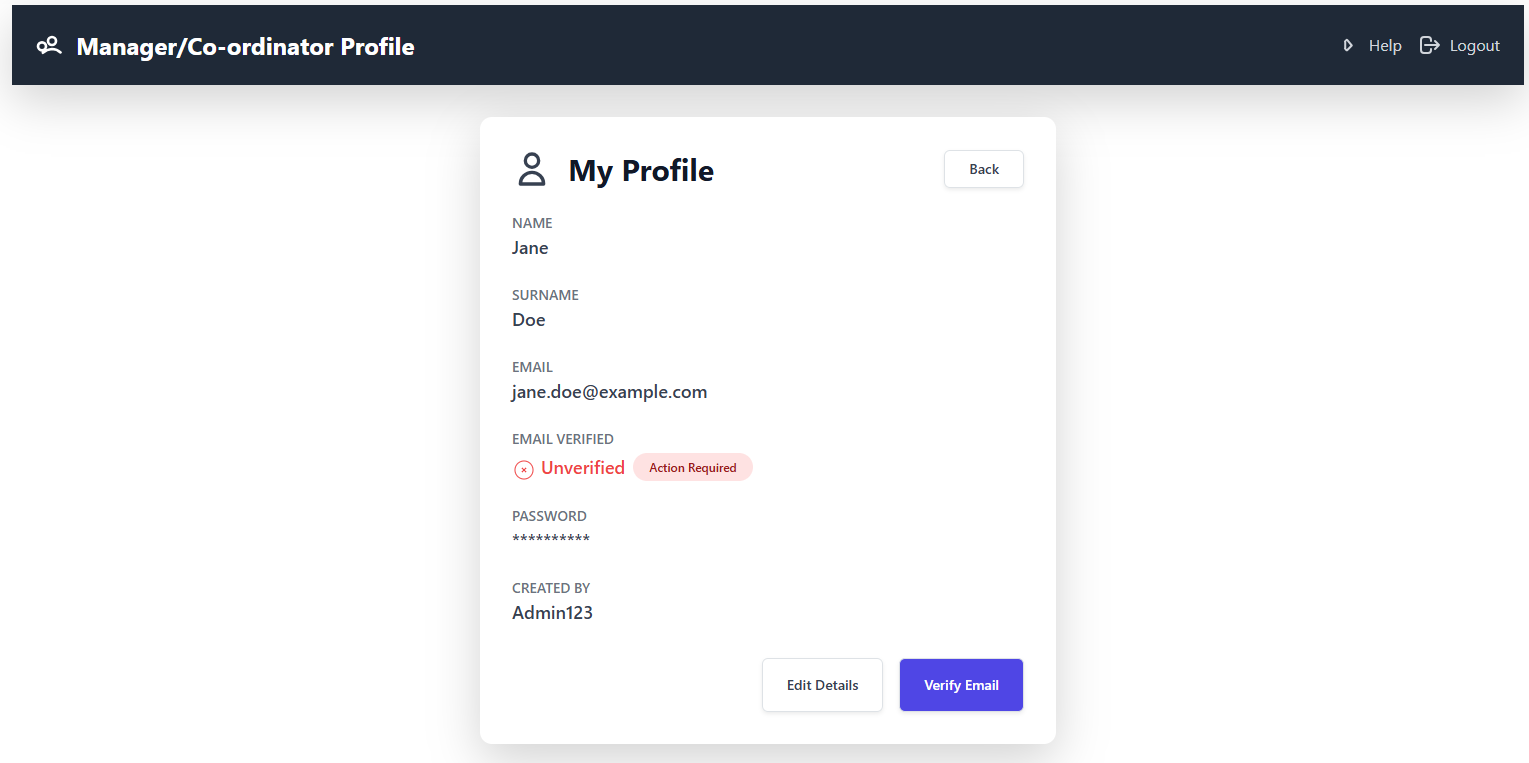 Manager/Co-ordinator Profile
Help
Logout
My Profile
Back
NAME
Jane
SURNAME
Doe
EMAIL
jane.doe@example.com
EMAIL VERIFIED
Unverified Action Required
PASSWORD
**********
CREATED BY
Admin123
Edit Details
Verify Email